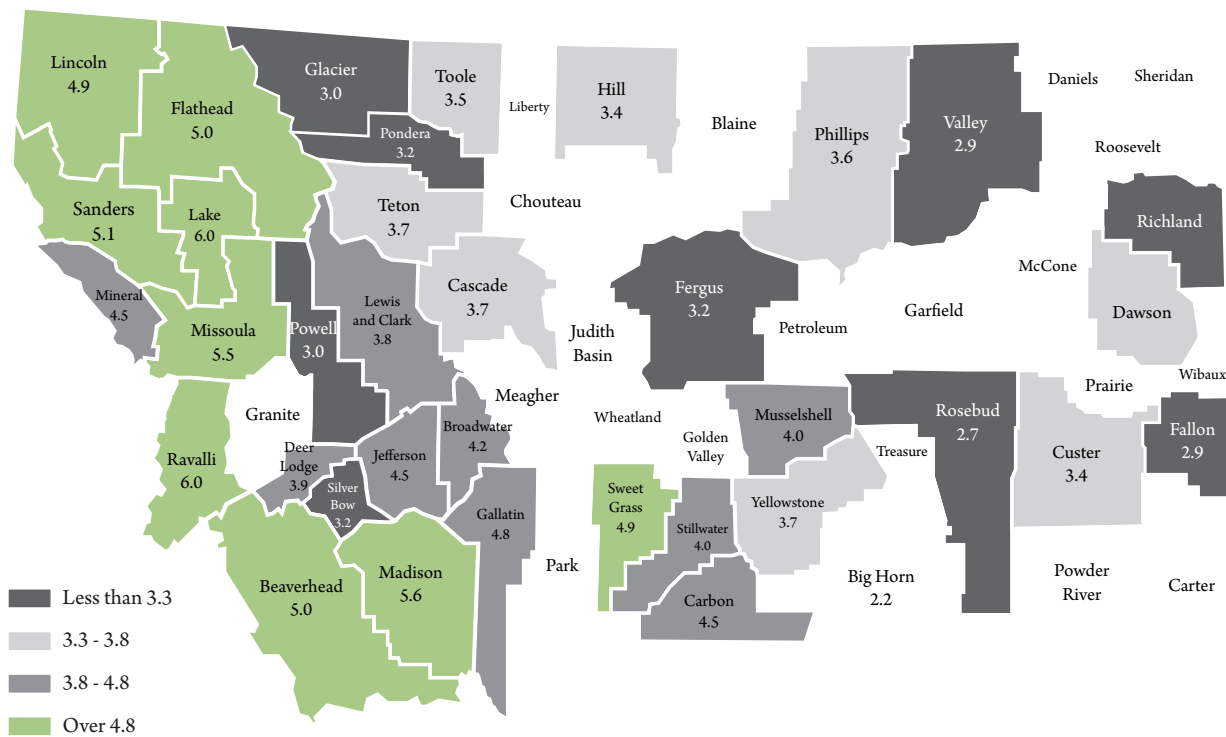 Lincoln
4.9
Flathead
5.0
Glacier
3.0
Toole
3.5
Liberty
Hill
3.4
Blaine
Phillips
3.6
Valley
2.9
Daniels
Sheridan
Roosevelt
Pondera
3.2
Chouteau
Teton
3.7
Sanders
5.1
Lake
6.0
Richland
Mineral
4.5
Missoula
5.5
Powell
3.0
Lewis
and Clark
3.8
Cascade
3.7
Judith
Basin
Fergus
3.2
Petroleum
Garfield
McCone
Dawson
Prairie
Wibaux
Meagher
Granite
Wheatland
Golden
Valley
Musselshell
4.0
Treasure
Rosebud
2.7
Custer
3.4
Fallon
2.9
Ravalli
6.0
Deer
Lodge
3.9
Silver
Bow
3.2
Jefferson
4.5
Broadwater
4.2
Gallatin
4.8
Park
Sweet
Grass
4.9
Stillwater
4.0
Yellowstone
3.7
Carbon
4.5
Big Horn
2.2
Powder
River
Carter
Beaverhead
5.0
Madison
5.6
Less than 3.3
3.3 - 3.8
3.8 - 4.8
Over 4.8